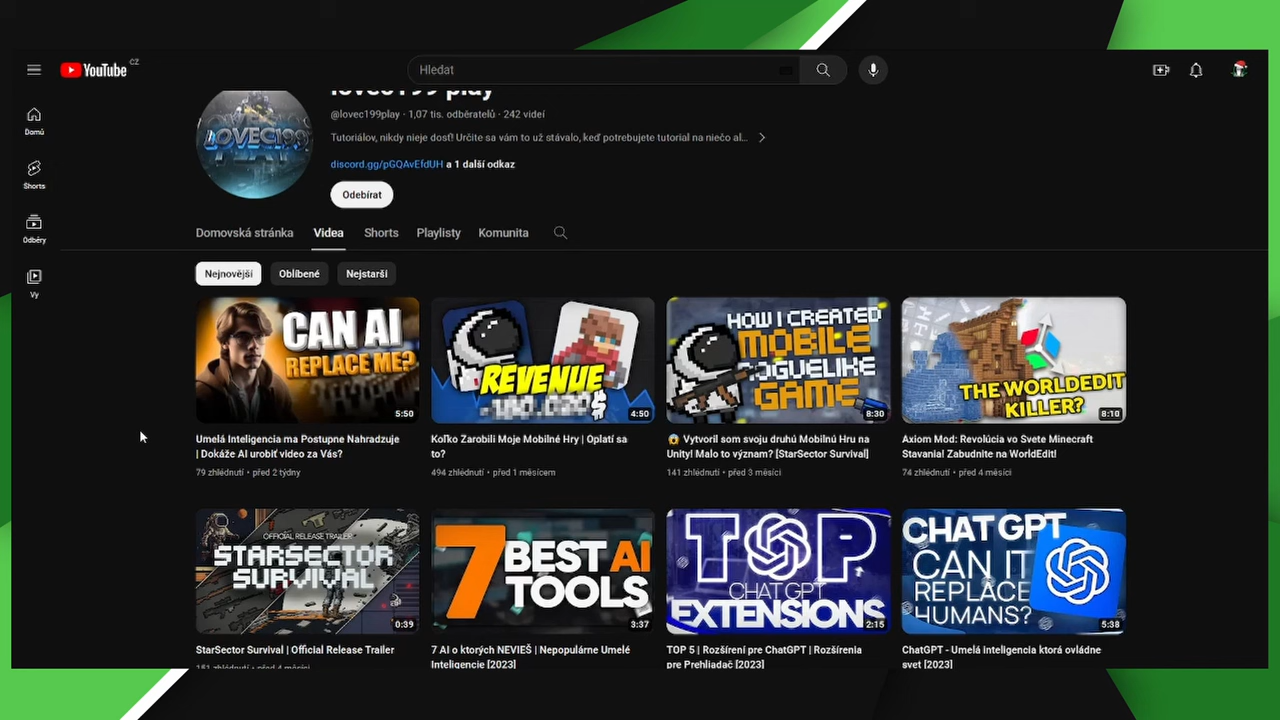 YouTube CZ
Hledat
lovec199 play
@lovec199play · 1,07 tis. odběratelů · 242 videí
Tutoriálov, nikdy nieje dosť! Určite sa vám to už stávalo, keď potrebujete tutorial na niečo al...
discord.gg/pGQAvEfdUH a 1 další odkaz
Odebírat
Domů
Shorts
Odběry
Vy
LOVEC199
PLAY
Domovská stránka Videa Shorts Playlisty Komunita
Nejnovější Oblíbené Nejstarší
CAN AI
REPLACE ME?
5:50
Umelá Inteligencia ma Postupne Nahradzuje
| Dokáže AI urobiť video za Vás?
79 zhlédnutí • před 2 týdny
REVENUE
4:50
Koľko Zarobili Moje Mobilné Hry | Oplatí sa
to?
494 zhlédnutí • před 1 měsícem
HOW I CREATED
MOBILE
ROGUELIKE
GAME
8:30
😱 Vytvoril som svoju druhú Mobilnú Hru na
Unity! Malo to význam? [StarSector Survival]
141 zhlédnutí • před 3 měsíci
THE WORLDEDIT
KILLER?
8:10
Axiom Mod: Revolúcia vo Svete Minecraft
Stavania! Zabudnite na WorldEdit!
74 zhlédnutí • před 4 měsíci
OFFICIAL RELEASE TRAILER
STARSECTOR
SURVIVAL
0:39
StarSector Survival | Official Release Trailer
151 zhlédnutí • před 4 měsíci
7 BEST AI
TOOLS
3:37
7 AI o ktorých NEVIEŠ | Nepopulárne Umelé
Inteligencie [2023]
TOP
CHAT GPT
EXTENSIONS
2:15
TOP 5 | Rozšírení pre ChatGPT | Rozšírenia
pre Prehliadač [2023]
CHAT GPT
CAN IT
REPLACE
HUMANS?
5:38
ChatGPT - Umelá inteligencia ktorá ovládne
svet [2023]